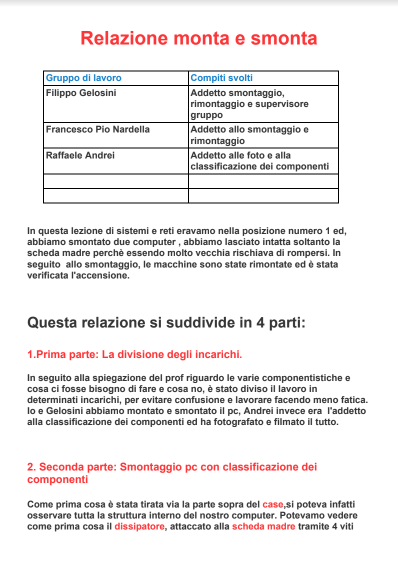 Relazione monta e smonta
Gruppo di lavoro Compiti svolti
Filippo Gelosini Addetto smontaggio,
rimontaggio e supervisore
gruppo
Francesco Pio Nardella Addetto allo smontaggio e
rimontaggio
Raffaele Andrei Addetto alle foto e alla
classificazione dei componenti
In questa lezione di sistemi e reti eravamo nella posizione numero 1 ed,
abbiamo smontato due computer , abbiamo lasciato intatta soltanto la
scheda madre perchè essendo molto vecchia rischiava di rompersi. In
seguito allo smontaggio, le macchine sono state rimontate ed è stata
verificata l'accensione.
Questa relazione si suddivide in 4 parti:
1.Prima parte: La divisione degli incarichi.
In seguito alla spiegazione del prof riguardo le varie componentistiche e
cosa ci fosse bisogno di fare e cosa no, è stato diviso il lavoro in
determinati incarichi, per evitare confusione e lavorare facendo meno fatica.
Io e Gelosini abbiamo montato e smontato il pc, Andrei invece era l'addetto
alla classificazione dei componenti ed ha fotografato e filmato il tutto.
2. Seconda parte: Smontaggio pc con classificazione dei
componenti
Come prima cosa è stata tirata via la parte sopra del case,si poteva infatti
osservare tutta la struttura interno del nostro computer. Potevamo vedere
come prima cosa il dissipatore, attaccato alla scheda madre tramite 4 viti